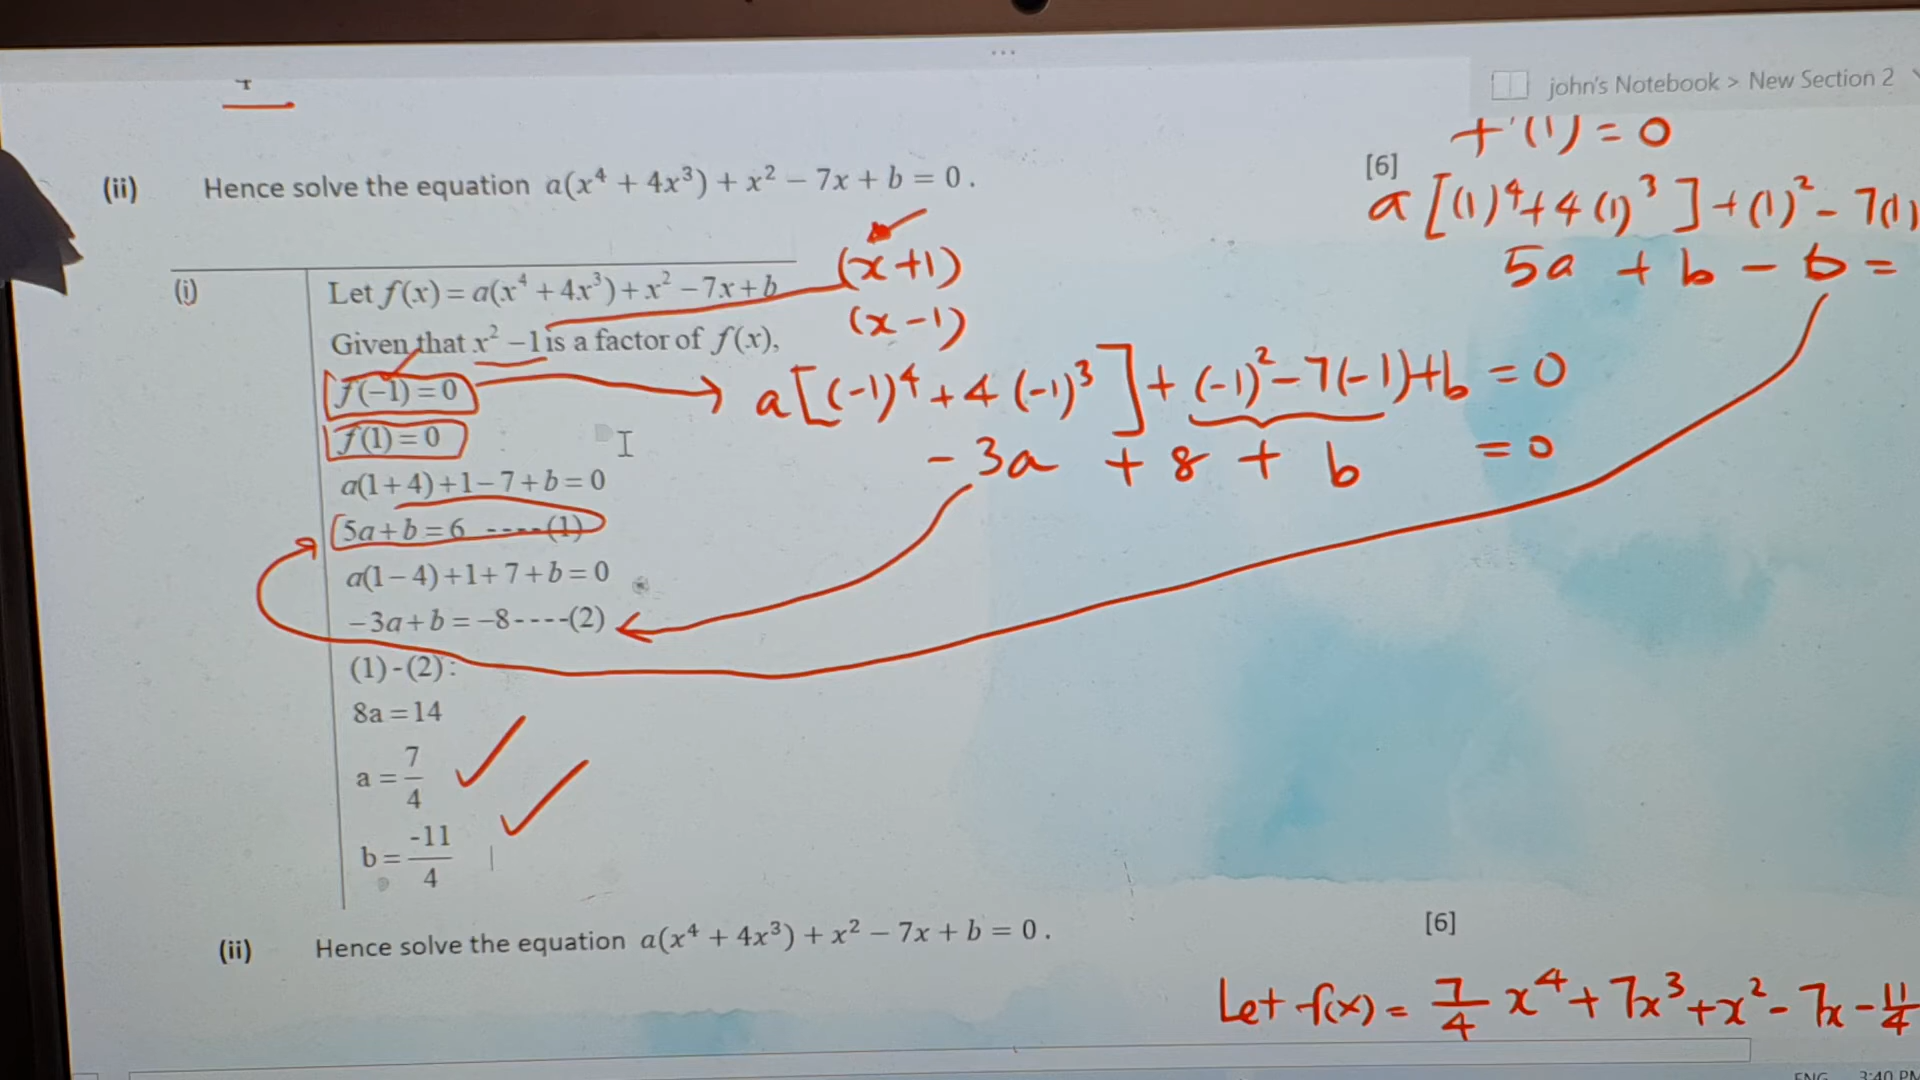 ...
john's Notebook > New Section 2
f'(1) = 0
(ii) Hence solve the equation a(x⁴ + 4x³) + x² − 7x + b = 0. [6]
a[(1)⁴+4(1)³]+(1)²−7(1)
5a + b − 6 =
(x+1)
(x−1)
(i) Let f(x) = a(x⁴ + 4x³) + x² − 7x + b
Given that x² − 1 is a factor of f(x),
f(−1) = 0
a[(-1)⁴+4(-1)³]+(-1)²−7(-1)+b = 0
f(1) = 0
−3a + 8 + b = 0
a(1+4)+1−7+b = 0
5a+b = 6 ----(1)
a(1−4)+1+7+b = 0
−3a+b = −8----(2)
(1)-(2):
8a = 14
a = 7/4
b = -11/4
(ii) Hence solve the equation a(x⁴ + 4x³) + x² − 7x + b = 0. [6]
Let f(x) = 7/4 x⁴ + 7x³ + x² − 7x − 11/4
ENG 3:40 PM